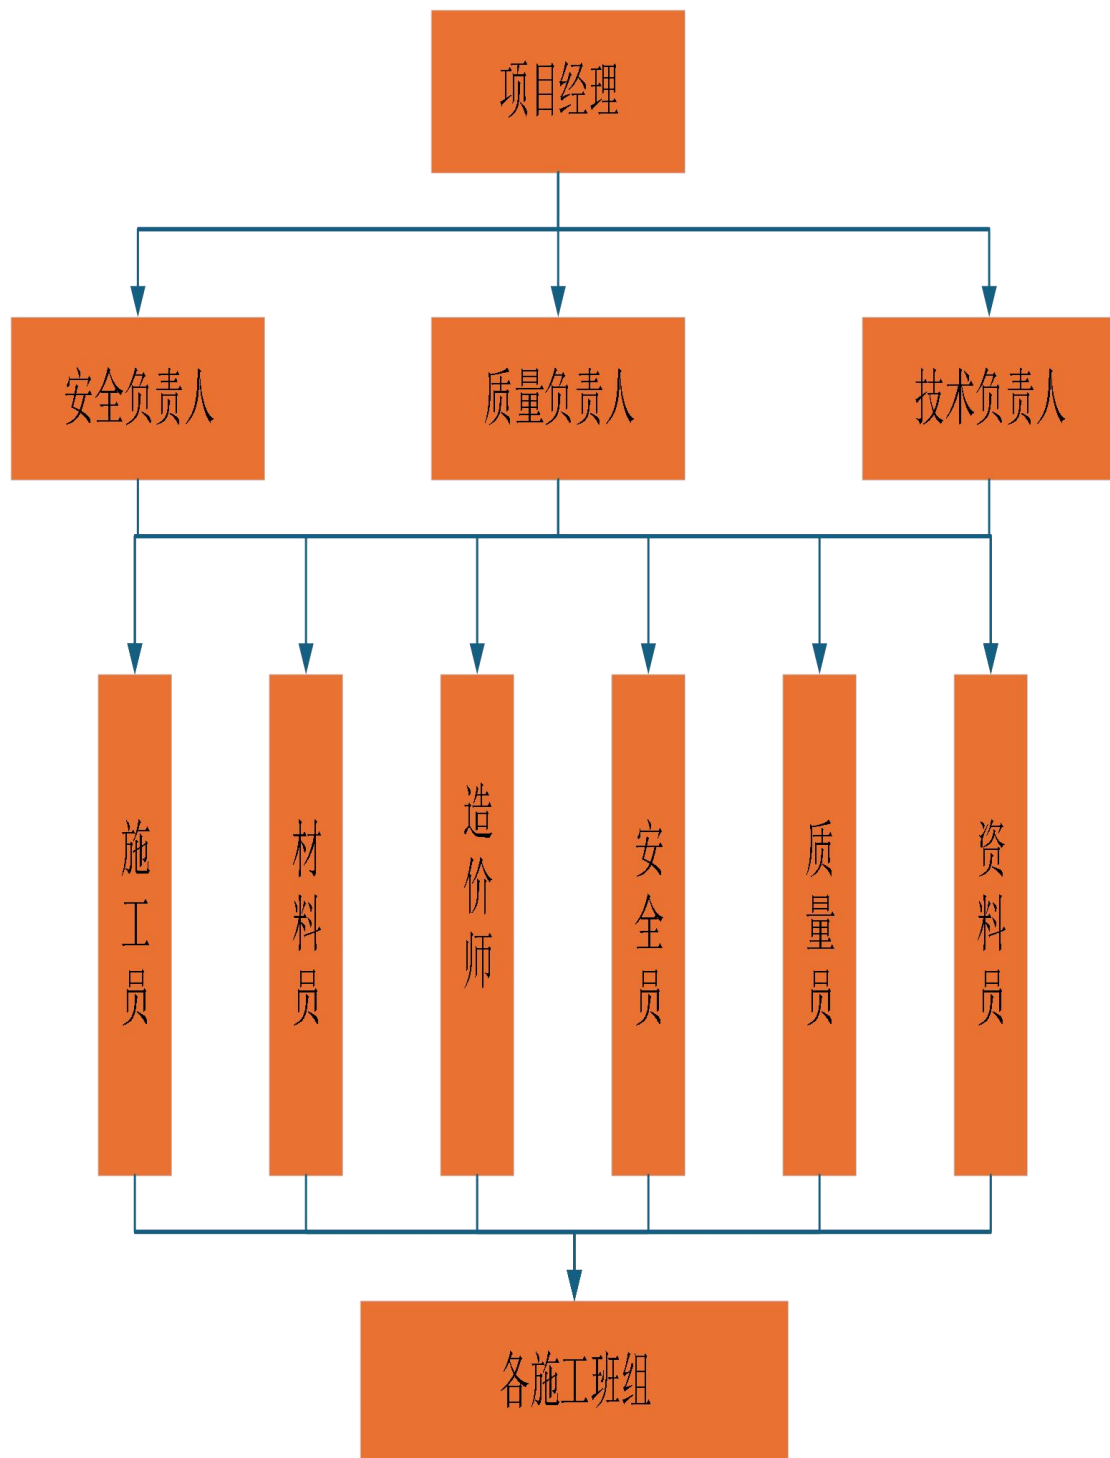 项目经理
安全负责人
质量负责人
技术负责人
施工员
材料员
造价师
安全员
质量员
资料员
各施工班组